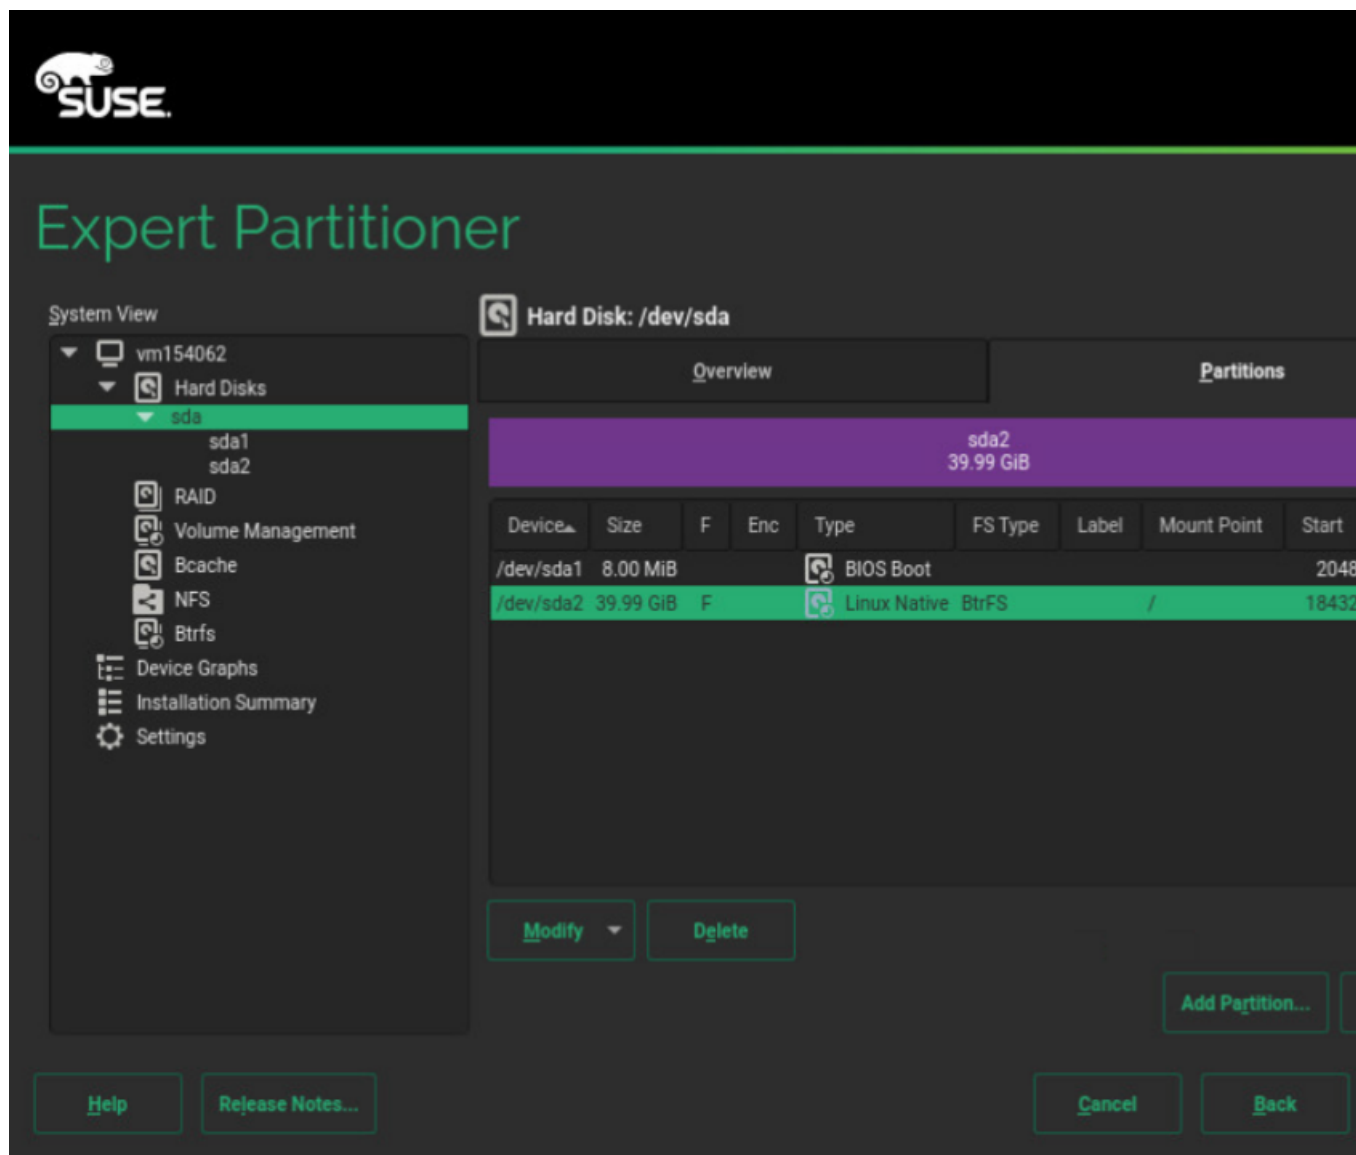 SUSE.
Expert Partitioner
System View
vm154062
Hard Disks
sda
sda1
sda2
RAID
Volume Management
Bcache
NFS
Btrfs
Device Graphs
Installation Summary
Settings
Hard Disk: /dev/sda
Overview Partitions
sda2
39.99 GiB
Device Size F Enc Type FS Type Label Mount Point Start
/dev/sda1 8.00 MiB BIOS Boot 2048
/dev/sda2 39.99 GiB F Linux Native BtrFS / 18432
Modify Delete
Add Partition...
Help Release Notes... Cancel Back